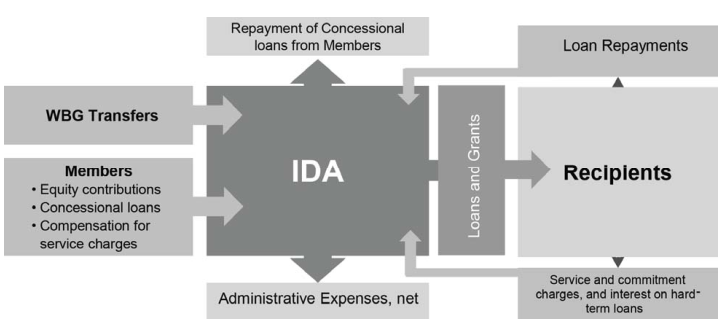 Repayment of Concessional
loans from Members
Loan Repayments
WBG Transfers
Members
• Equity contributions
• Concessional loans
• Compensation for
service charges
IDA
Loans and Grants
Recipients
Administrative Expenses, net
Service and commitment
charges, and interest on hard-
term loans